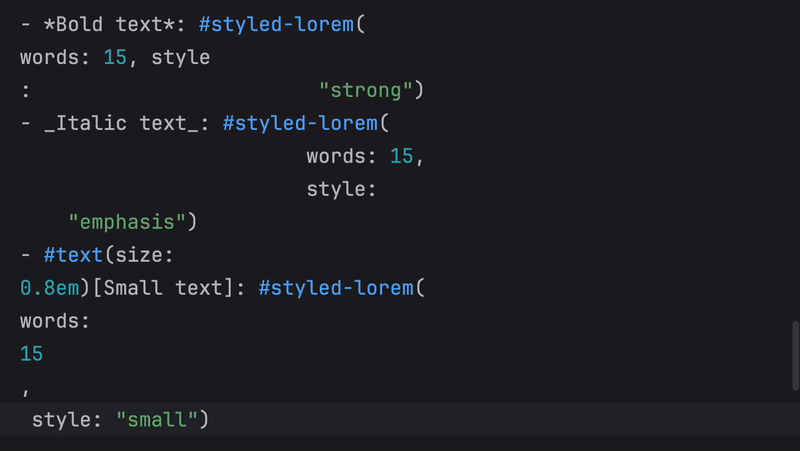 - *Bold text*: #styled-lorem(
words: 15, style
:                        "strong")
- _Italic text_: #styled-lorem(
                        words: 15,
                        style:
    "emphasis")
- #text(size:
0.8em)[Small text]: #styled-lorem(
words:
15
,
 style: "small")